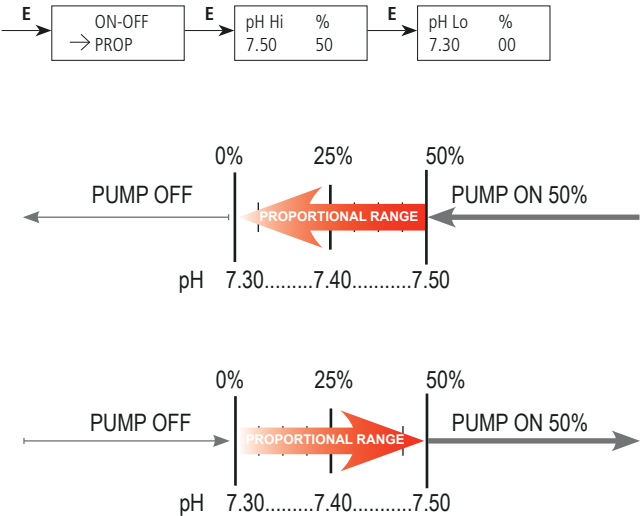 E
ON-OFF
→ PROP
E
pH Hi %
7.50 50
E
pH Lo %
7.30 00
0% 25% 50%
PUMP OFF
PROPORTIONAL RANGE
PUMP ON 50%
pH 7.30.........7.40...........7.50
0% 25% 50%
PUMP OFF
PROPORTIONAL RANGE
PUMP ON 50%
pH 7.30.........7.40...........7.50